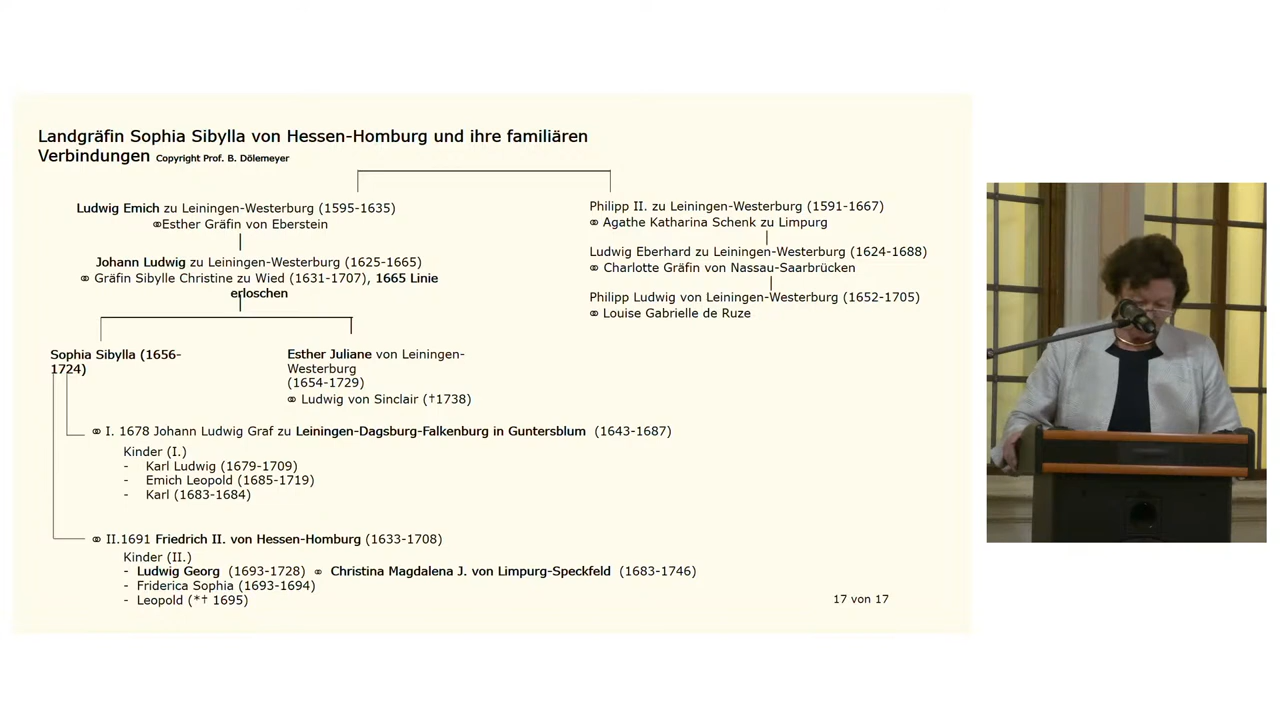 Landgräfin Sophia Sibylla von Hessen-Homburg und ihre familiären
Verbindungen Copyright Prof. B. Dölemeyer
Ludwig Emich zu Leiningen-Westerburg (1595-1635)
⚭Esther Gräfin von Eberstein
Johann Ludwig zu Leiningen-Westerburg (1625-1665)
⚭ Gräfin Sibylle Christine zu Wied (1631-1707), 1665 Linie
erloschen
Philipp II. zu Leiningen-Westerburg (1591-1667)
⚭ Agathe Katharina Schenk zu Limpurg
Ludwig Eberhard zu Leiningen-Westerburg (1624-1688)
⚭ Charlotte Gräfin von Nassau-Saarbrücken
Philipp Ludwig von Leiningen-Westerburg (1652-1705)
⚭ Louise Gabrielle de Ruze
Sophia Sibylla (1656-
1724)
Esther Juliane von Leiningen-
Westerburg
(1654-1729)
⚭ Ludwig von Sinclair (†1738)
⚭ I. 1678 Johann Ludwig Graf zu Leiningen-Dagsburg-Falkenburg in Guntersblum (1643-1687)
Kinder (I.)
- Karl Ludwig (1679-1709)
- Emich Leopold (1685-1719)
- Karl (1683-1684)
⚭ II.1691 Friedrich II. von Hessen-Homburg (1633-1708)
Kinder (II.)
- Ludwig Georg (1693-1728) ⚭ Christina Magdalena J. von Limpurg-Speckfeld (1683-1746)
- Friderica Sophia (1693-1694)
- Leopold (*† 1695)
17 von 17